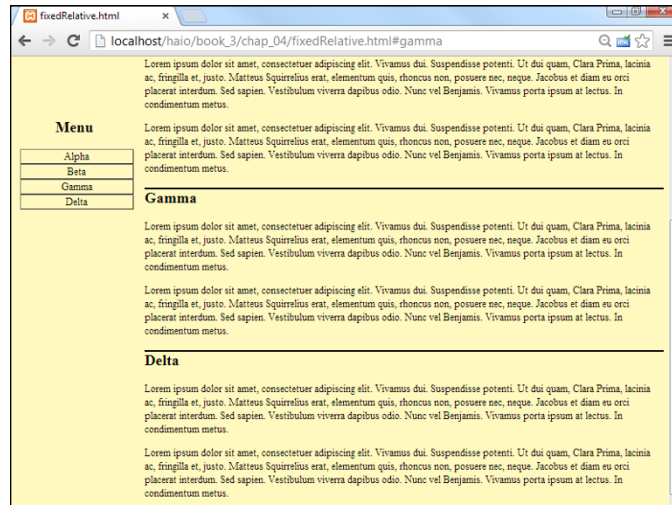 fixedRelative.html
localhost/haio/book_3/chap_04/fixedRelative.html#gamma
Menu
Alpha
Beta
Gamma
Delta
Lorem ipsum dolor sit amet, consectetuer adipiscing elit. Vivamus dui. Suspendisse potenti. Ut dui quam, Clara Prima, lacinia
ac, fringilla et, justo. Matteus Squirrelius erat, elementum quis, rhoncus non, posuere nec, neque. Jacobus et diam eu orci
placerat interdum. Sed sapien. Vestibulum viverra dapibus odio. Nunc vel Benjamis. Vivamus porta ipsum at lectus. In
condimentum metus.
Lorem ipsum dolor sit amet, consectetuer adipiscing elit. Vivamus dui. Suspendisse potenti. Ut dui quam, Clara Prima, lacinia
ac, fringilla et, justo. Matteus Squirrelius erat, elementum quis, rhoncus non, posuere nec, neque. Jacobus et diam eu orci
placerat interdum. Sed sapien. Vestibulum viverra dapibus odio. Nunc vel Benjamis. Vivamus porta ipsum at lectus. In
condimentum metus.
Gamma
Lorem ipsum dolor sit amet, consectetuer adipiscing elit. Vivamus dui. Suspendisse potenti. Ut dui quam, Clara Prima, lacinia
ac, fringilla et, justo. Matteus Squirrelius erat, elementum quis, rhoncus non, posuere nec, neque. Jacobus et diam eu orci
placerat interdum. Sed sapien. Vestibulum viverra dapibus odio. Nunc vel Benjamis. Vivamus porta ipsum at lectus. In
condimentum metus.
Lorem ipsum dolor sit amet, consectetuer adipiscing elit. Vivamus dui. Suspendisse potenti. Ut dui quam, Clara Prima, lacinia
ac, fringilla et, justo. Matteus Squirrelius erat, elementum quis, rhoncus non, posuere nec, neque. Jacobus et diam eu orci
placerat interdum. Sed sapien. Vestibulum viverra dapibus odio. Nunc vel Benjamis. Vivamus porta ipsum at lectus. In
condimentum metus.
Delta
Lorem ipsum dolor sit amet, consectetuer adipiscing elit. Vivamus dui. Suspendisse potenti. Ut dui quam, Clara Prima, lacinia
ac, fringilla et, justo. Matteus Squirrelius erat, elementum quis, rhoncus non, posuere nec, neque. Jacobus et diam eu orci
placerat interdum. Sed sapien. Vestibulum viverra dapibus odio. Nunc vel Benjamis. Vivamus porta ipsum at lectus. In
condimentum metus.
Lorem ipsum dolor sit amet, consectetuer adipiscing elit. Vivamus dui. Suspendisse potenti. Ut dui quam, Clara Prima, lacinia
ac, fringilla et, justo. Matteus Squirrelius erat, elementum quis, rhoncus non, posuere nec, neque. Jacobus et diam eu orci
placerat interdum. Sed sapien. Vestibulum viverra dapibus odio. Nunc vel Benjamis. Vivamus porta ipsum at lectus. In
condimentum metus.